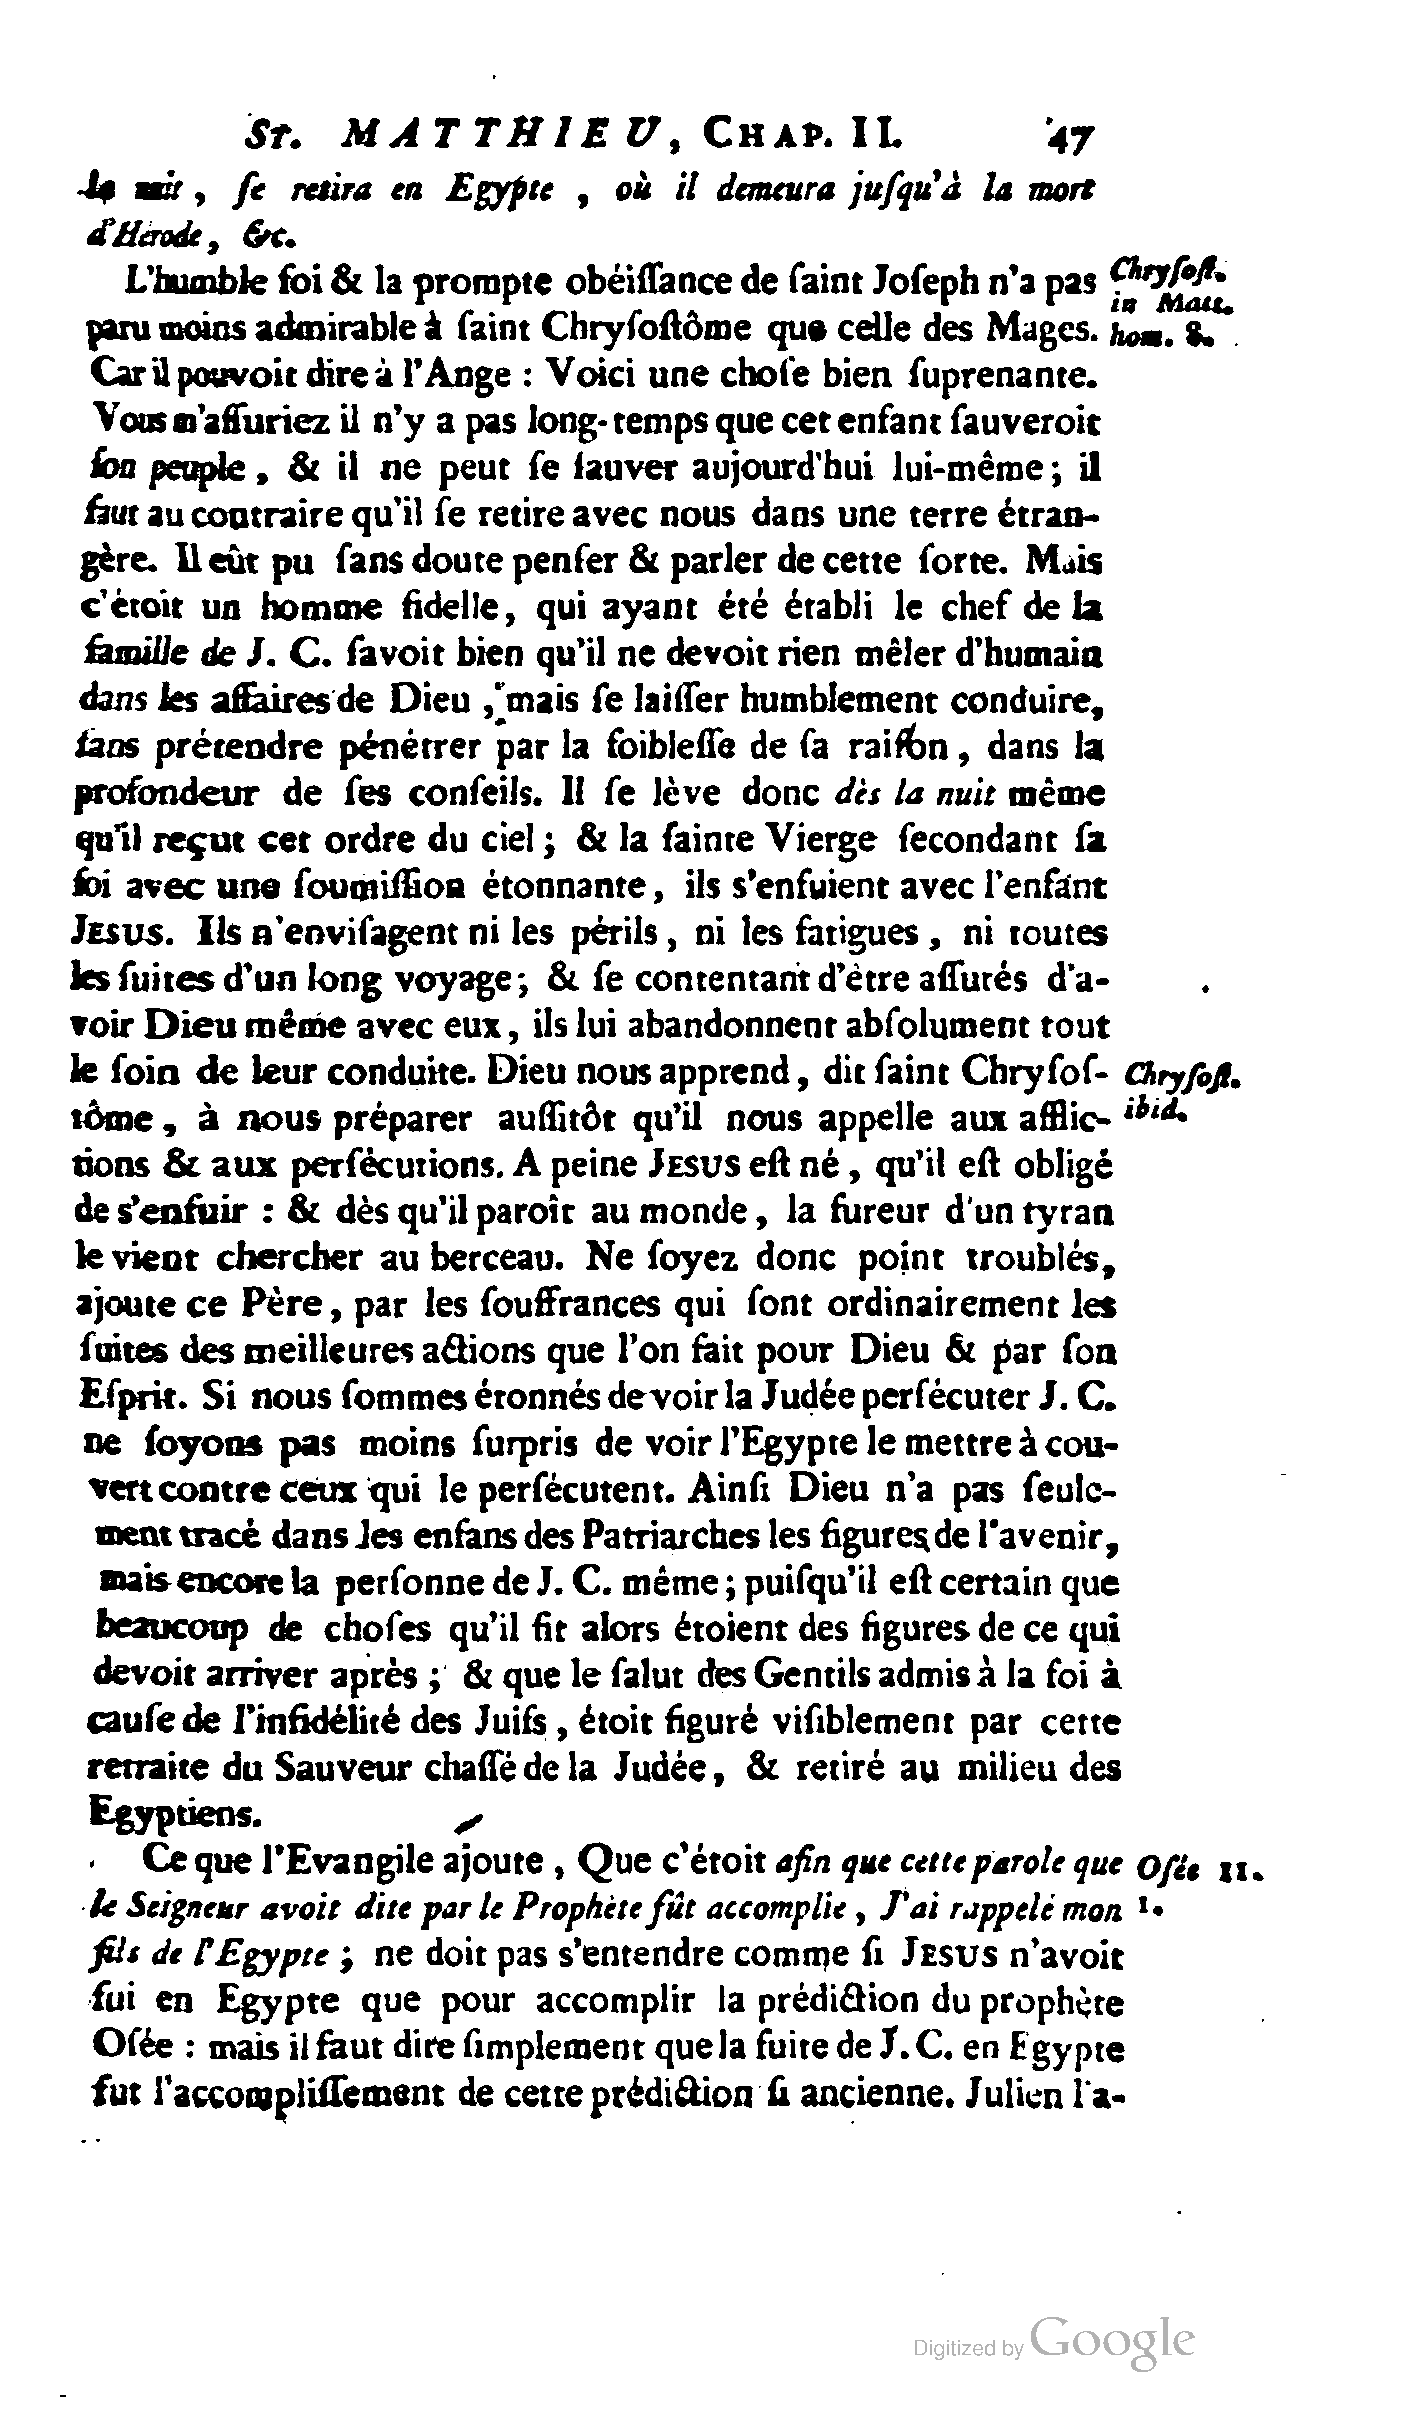 St. MATTHIEU, CHAP. II. 47
la nuit, ſe retira en Egypte, où il demeura juſqu'à la mort
d'Hérode, &c.
L'humble foi & la prompte obéiſſance de ſaint Joſeph n'a pas
Chryſoſt.
in Matt.
hom. 8.
paru moins admirable à ſaint Chryſoſtôme que celle des Mages.
Car il pouvoit dire à l'Ange : Voici une choſe bien ſuprenante.
Vous m'aſſuriez il n'y a pas long-temps que cet enfant ſauveroit
ſon peuple, & il ne peut ſe ſauver aujourd'hui lui-même; il
faut au contraire qu'il ſe retire avec nous dans une terre étran-
gère. Il eût pu ſans doute penſer & parler de cette ſorte. Mais
c'étoit un homme fidelle, qui ayant été établi le chef de la
famille de J. C. ſavoit bien qu'il ne devoit rien mêler d'humain
dans les affaires de Dieu, mais ſe laiſſer humblement conduire,
ſans prétendre pénétrer par la foibleſſe de ſa raiſon, dans la
profondeur de ſes conſeils. Il ſe lève donc dès la nuit même
qu'il reçut cet ordre du ciel; & la ſainte Vierge ſecondant ſa
foi avec une ſoumiſſion étonnante, ils s'enfuient avec l'enfant
JESUS. Ils n'enviſagent ni les périls, ni les fatigues, ni toutes
les ſuites d'un long voyage; & ſe contentant d'être aſſurés d'a-
voir Dieu même avec eux, ils lui abandonnent abſolument tout
le ſoin de leur conduite. Dieu nous apprend, dit ſaint Chryſoſ-
Chryſoſt.
ibid.
tôme, à nous préparer auſſitôt qu'il nous appelle aux afflic-
tions & aux perſécutions. A peine JESUS eſt né, qu'il eſt obligé
de s'enfuir : & dès qu'il paroît au monde, la fureur d'un tyran
le vient chercher au berceau. Ne ſoyez donc point troublés,
ajoute ce Père, par les ſouffrances qui ſont ordinairement les
ſuites des meilleures actions que l'on fait pour Dieu & par ſon
Eſprit. Si nous ſommes étonnés de voir la Judée perſécuter J. C.
ne ſoyons pas moins ſurpris de voir l'Egypte le mettre à cou-
vert contre ceux qui le perſécutent. Ainſi Dieu n'a pas ſeule-
ment tracé dans les enfans des Patriarches les figures de l'avenir,
mais encore la perſonne de J. C. même; puiſqu'il eſt certain que
beaucoup de choſes qu'il fit alors étoient des figures de ce qui
devoit arriver après; & que le ſalut des Gentils admis à la foi à
cauſe de l'infidélité des Juifs, étoit figuré viſiblement par cette
retraite du Sauveur chaſſé de la Judée, & retiré au milieu des
Egyptiens.
Ce que l'Evangile ajoute, Que c'étoit afin que cette parole que
Oſée 11.
1.
le Seigneur avoit dite par le Prophète fût accomplie, J'ai rappelé mon
fils de l'Egypte; ne doit pas s'entendre comme ſi JESUS n'avoit
fui en Egypte que pour accomplir la prédiction du prophète
Oſée : mais il faut dire ſimplement que la fuite de J. C. en Egypte
fut l'accompliſſement de cette prédiction ſi ancienne. Julien l'a-
Digitized by Google